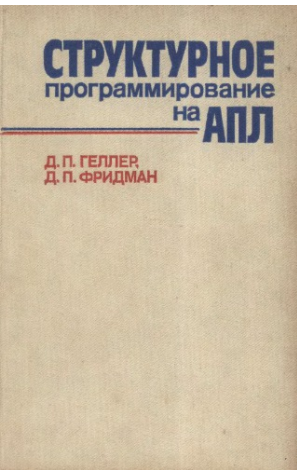 СТРУКТУРНОЕ
программирование
на АПЛ
Д. П. ГЕЛЛЕР,
Д. П. ФРИДМАН